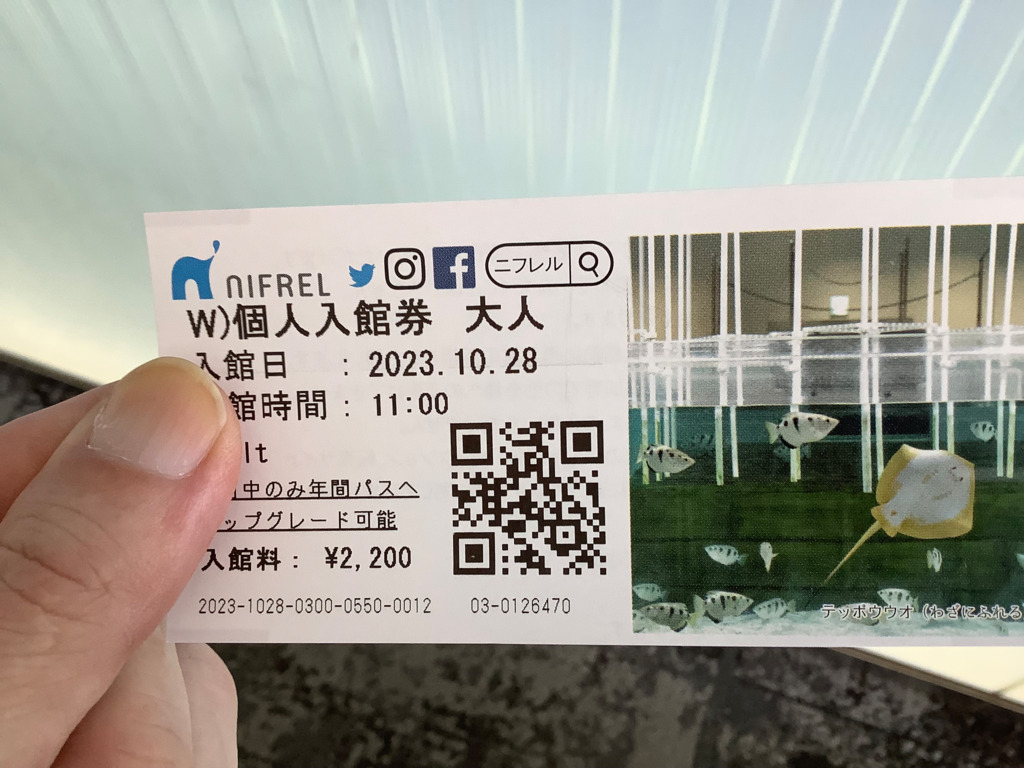 NIFREL
ニフレル
W)個人入館券 大人
入館日 : 2023.10.28
館時間 : 11:00
lt
中のみ年間パスへ
ップグレード可能
入館料 : ¥2,200
2023-1028-0300-0550-0012 03-0126470
テッポウウオ (わざにふれる